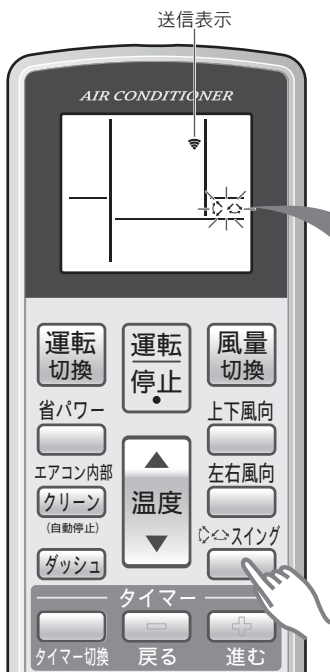 送信表示
AIR CONDITIONER
運転切換
運転停止
風量切換
省パワー
上下風向
エアコン内部
クリーン
(自動停止)
温度
左右風向
スイング
ダッシュ
タイマー
タイマー切換
戻る
進む